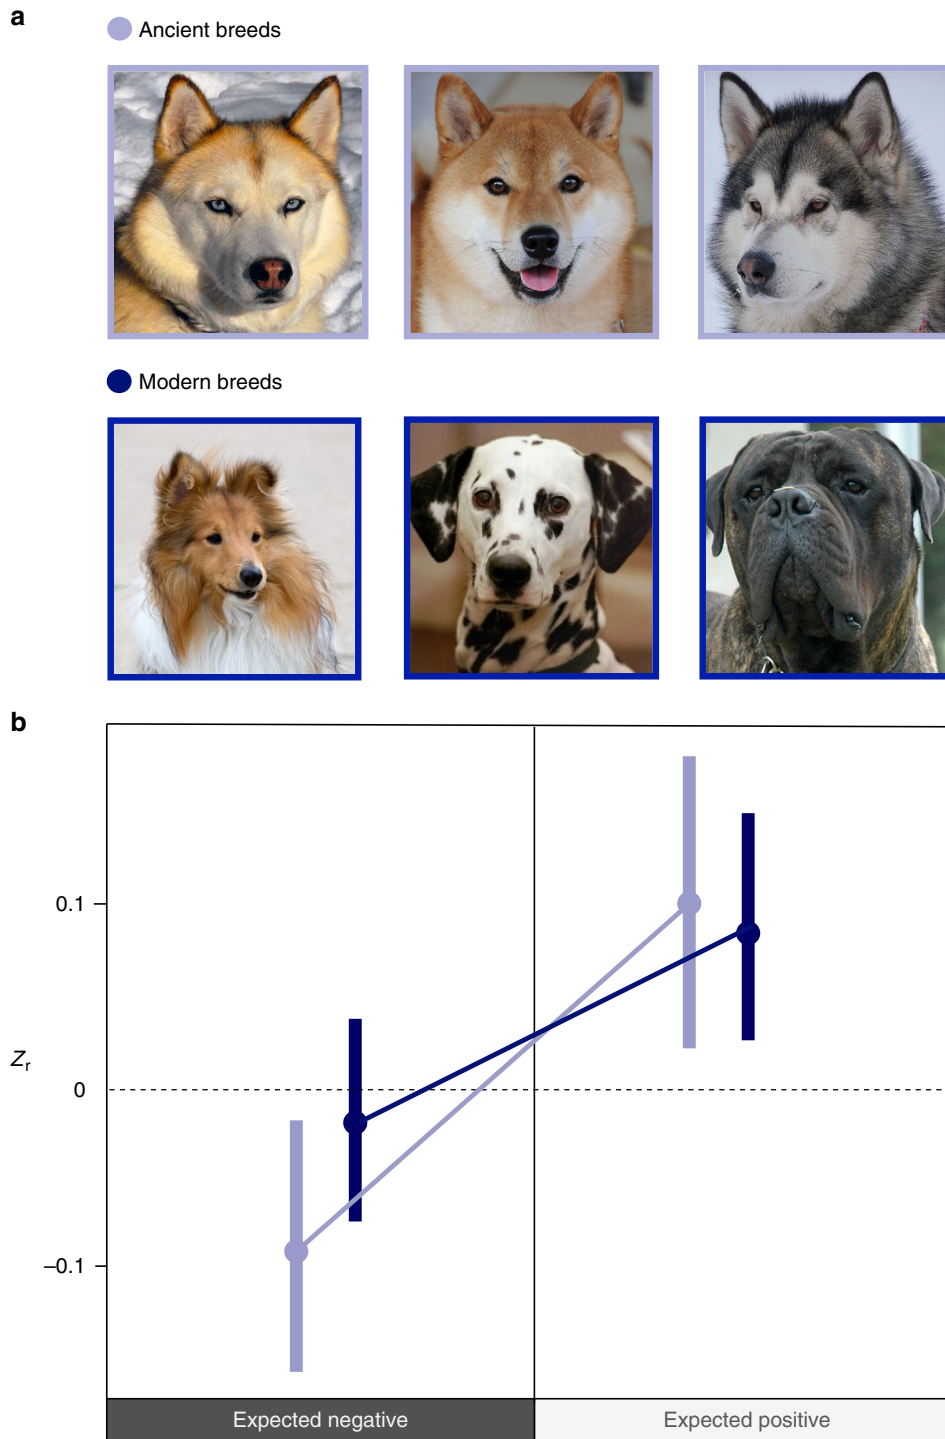 a
Ancient breeds
Modern breeds
b
0.1
Zr
0
–0.1
Expected negative
Expected positive